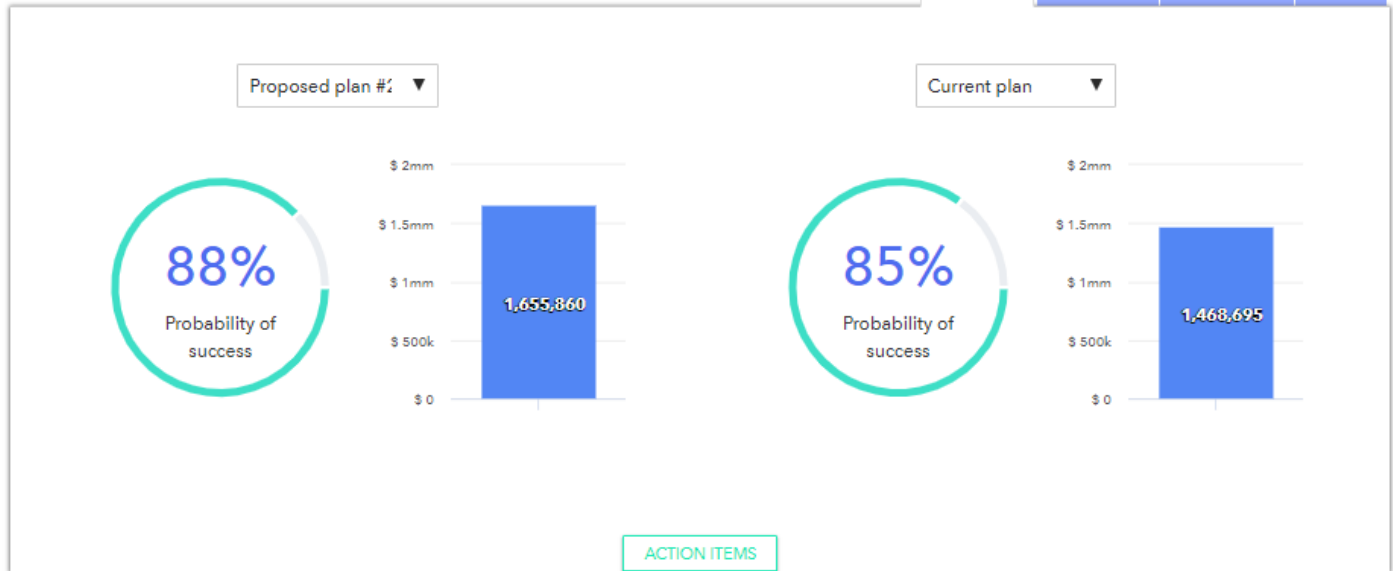 Proposed plan #2 ▼
Current plan ▼
88%
Probability of
success
$ 2mm
$ 1.5mm
$ 1mm
$ 500k
$ 0
1,655,860
85%
Probability of
success
$ 2mm
$ 1.5mm
$ 1mm
$ 500k
$ 0
1,468,695
ACTION ITEMS